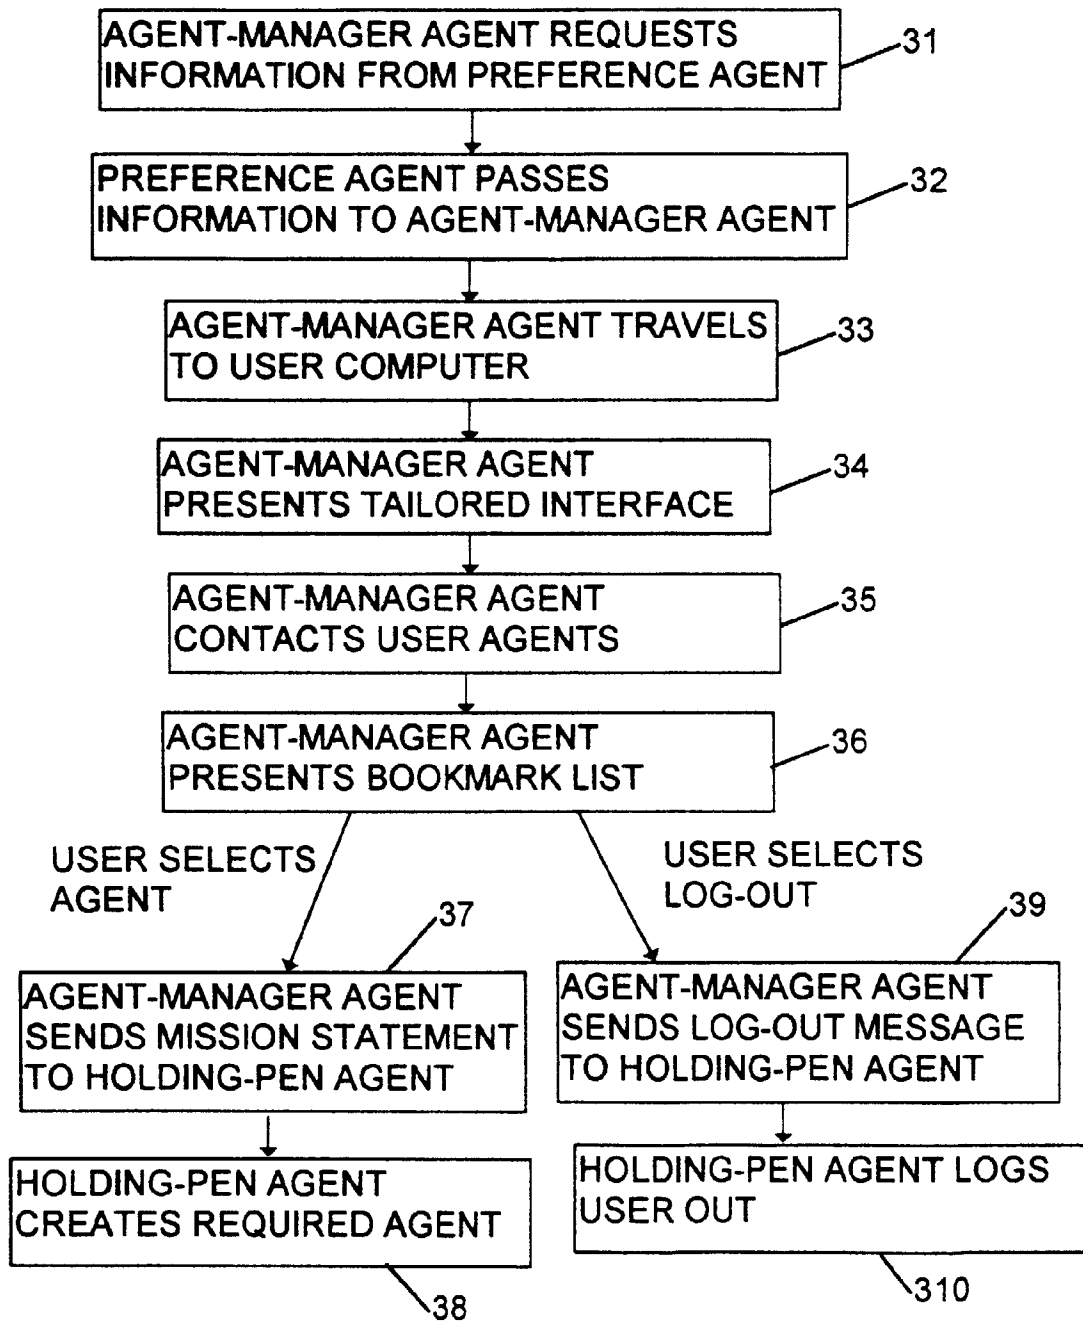 AGENT-MANAGER AGENT REQUESTS
INFORMATION FROM PREFERENCE AGENT
31
PREFERENCE AGENT PASSES
INFORMATION TO AGENT-MANAGER AGENT
32
AGENT-MANAGER AGENT TRAVELS
TO USER COMPUTER
33
AGENT-MANAGER AGENT
PRESENTS TAILORED INTERFACE
34
AGENT-MANAGER AGENT
CONTACTS USER AGENTS
35
AGENT-MANAGER AGENT
PRESENTS BOOKMARK LIST
36
USER SELECTS
AGENT
USER SELECTS
LOG-OUT
37
AGENT-MANAGER AGENT
SENDS MISSION STATEMENT
TO HOLDING-PEN AGENT
39
AGENT-MANAGER AGENT
SENDS LOG-OUT MESSAGE
TO HOLDING-PEN AGENT
HOLDING-PEN AGENT
CREATES REQUIRED AGENT
38
HOLDING-PEN AGENT LOGS
USER OUT
310